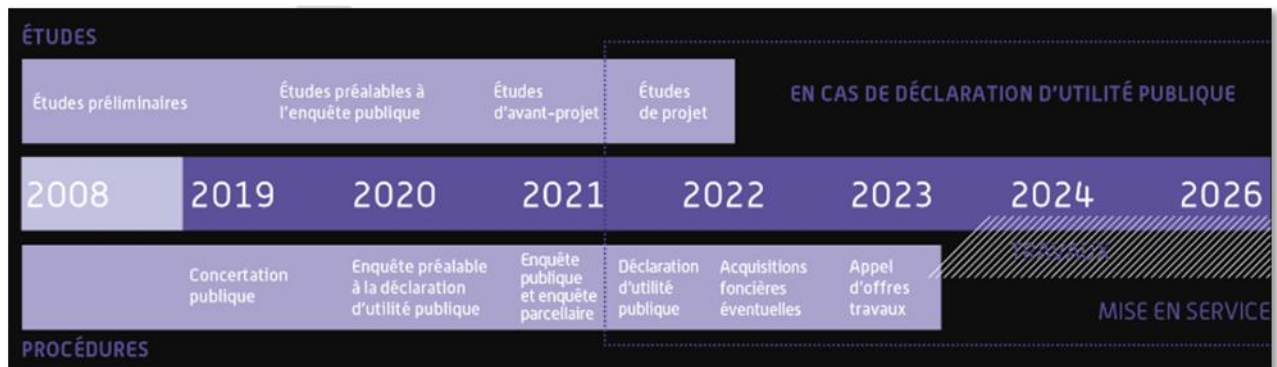 ÉTUDES
Études préliminaires
Études préalables à
l'enquête publique
Études
d'avant-projet
Études
de projet
EN CAS DE DÉCLARATION D'UTILITÉ PUBLIQUE
2008 2019 2020 2021 2022 2023 2024 2026
TRAVAUX
Concertation
publique
Enquête préalable
à la déclaration
d'utilité publique
Enquête
publique
et enquête
parcellaire
Déclaration
d'utilité
publique
Acquisitions
foncières
éventuelles
Appel
d'offres
travaux
MISE EN SERVICE
PROCÉDURES